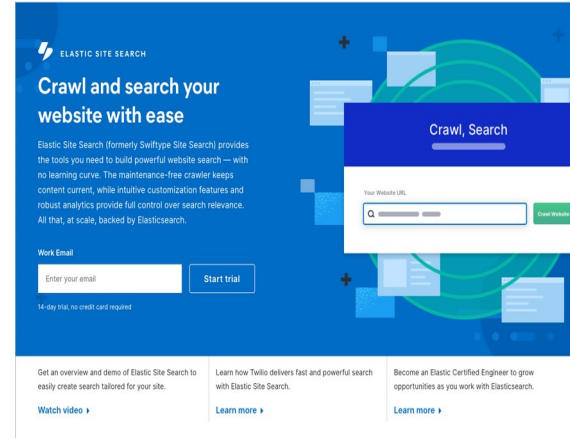 ELASTIC SITE SEARCH
Crawl and search your
website with ease
Elastic Site Search (formerly Swiftype Site Search) provides
the tools you need to build powerful website search — with
no learning curve. The maintenance-free crawler keeps
content current, while intuitive customization features and
robust analytics provide full control over search relevance.
All that, at scale, backed by Elasticsearch.
Work Email
Enter your email
Start trial
14-day trial, no credit card required
Crawl, Search
Your Website URL
Crawl Website
Get an overview and demo of Elastic Site Search to
easily create search tailored for your site.
Watch video
Learn how Twilio delivers fast and powerful search
with Elastic Site Search.
Learn more
Become an Elastic Certified Engineer to grow
opportunities as you work with Elasticsearch.
Learn more